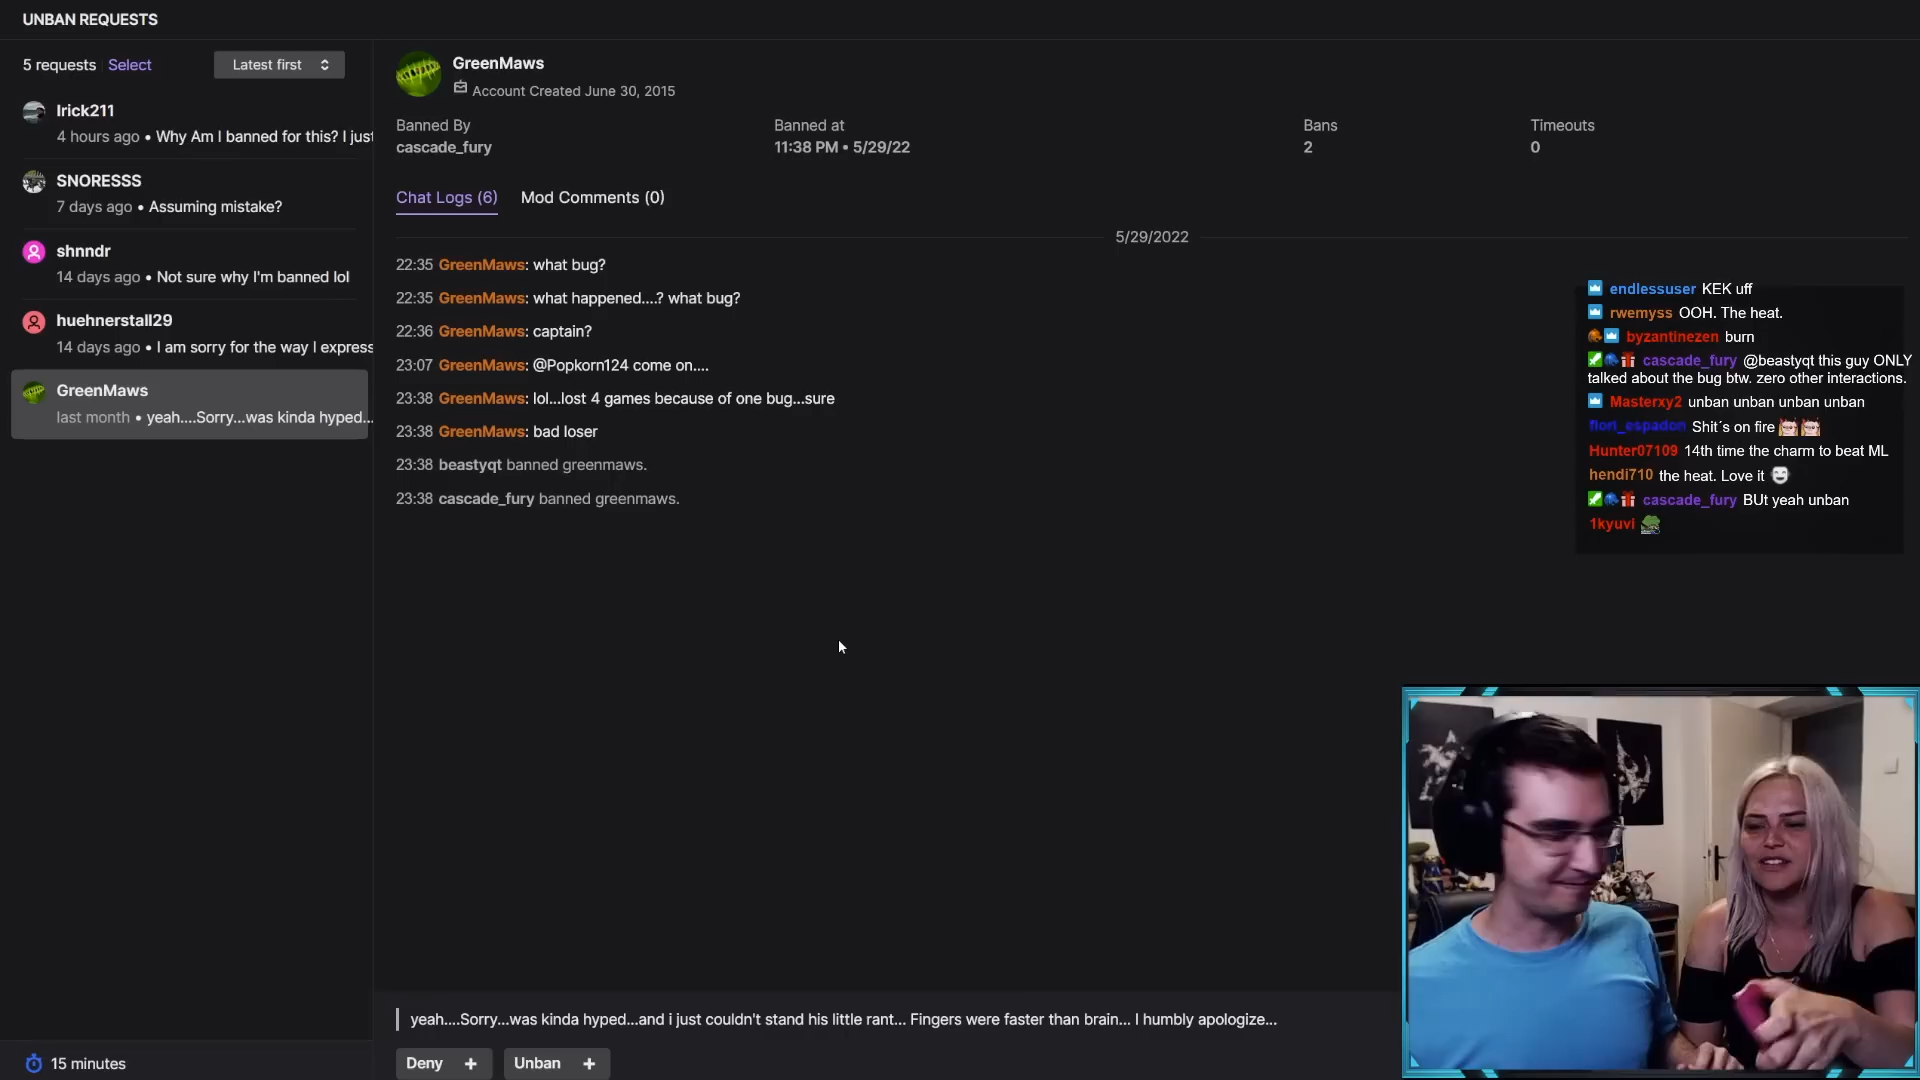 UNBAN REQUESTS
5 requests Select Latest first
Irick211
4 hours ago • Why Am I banned for this? I just
SNORESSS
7 days ago • Assuming mistake?
shnndr
14 days ago • Not sure why I'm banned lol
huehnerstall29
14 days ago • I am sorry for the way I express
GreenMaws
last month • yeah....Sorry...was kinda hyped...
15 minutes
GreenMaws
Account Created June 30, 2015
Banned By Banned at Bans Timeouts
cascade_fury 11:38 PM • 5/29/22 2 0
Chat Logs (6) Mod Comments (0)
5/29/2022
22:35 GreenMaws: what bug?
22:35 GreenMaws: what happened....? what bug?
22:36 GreenMaws: captain?
23:07 GreenMaws: @Popkorn124 come on....
23:38 GreenMaws: lol...lost 4 games because of one bug...sure
23:38 GreenMaws: bad loser
23:38 beastyqt banned greenmaws.
23:38 cascade_fury banned greenmaws.
yeah....Sorry...was kinda hyped...and i just couldn't stand his little rant... Fingers were faster than brain... I humbly apologize...
Deny + Unban +
endlessuser KEK uff
rwemyss OOH. The heat.
byzantinezen burn
cascade_fury @beastyqt this guy ONLY
talked about the bug btw. zero other interactions.
Masterxy2 unban unban unban unban
flori_espadon Shit´s on fire
Hunter07109 14th time the charm to beat ML
hendi710 the heat. Love it
cascade_fury BUt yeah unban
1kyuvi